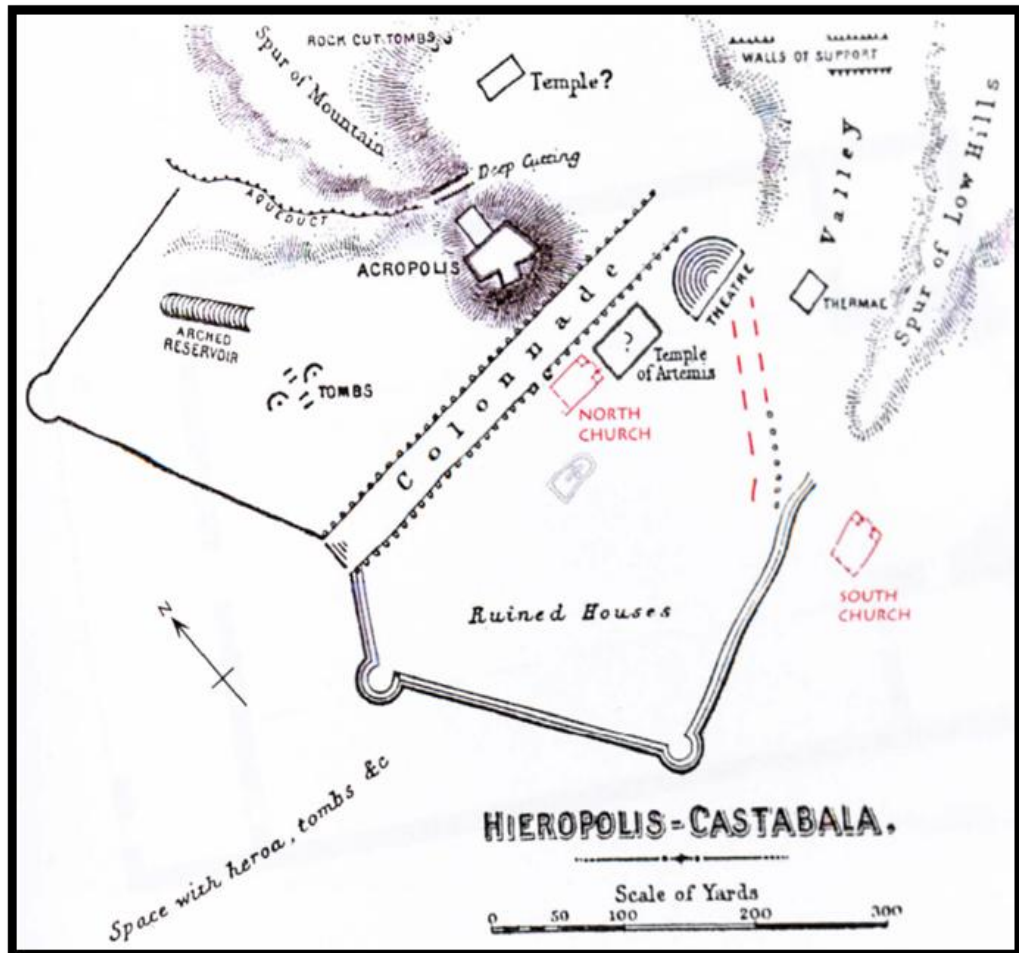 ROCK CUT TOMBS
WALLS OF SUPPORT
Spur of Mountain
Temple?
Deep Cutting
Valley
Spur of Low Hills
AQUEDUCT
ACROPOLIS
THEATRE
THERMAE
ARCHED
RESERVOIR
Colonnade
Temple
of Artemis
?
TOMBS
NORTH
CHURCH
SOUTH
CHURCH
Ruined Houses
N
Space with heroa, tombs &c
HIEROPOLIS=CASTABALA.
Scale of Yards
0 50 100 200 300